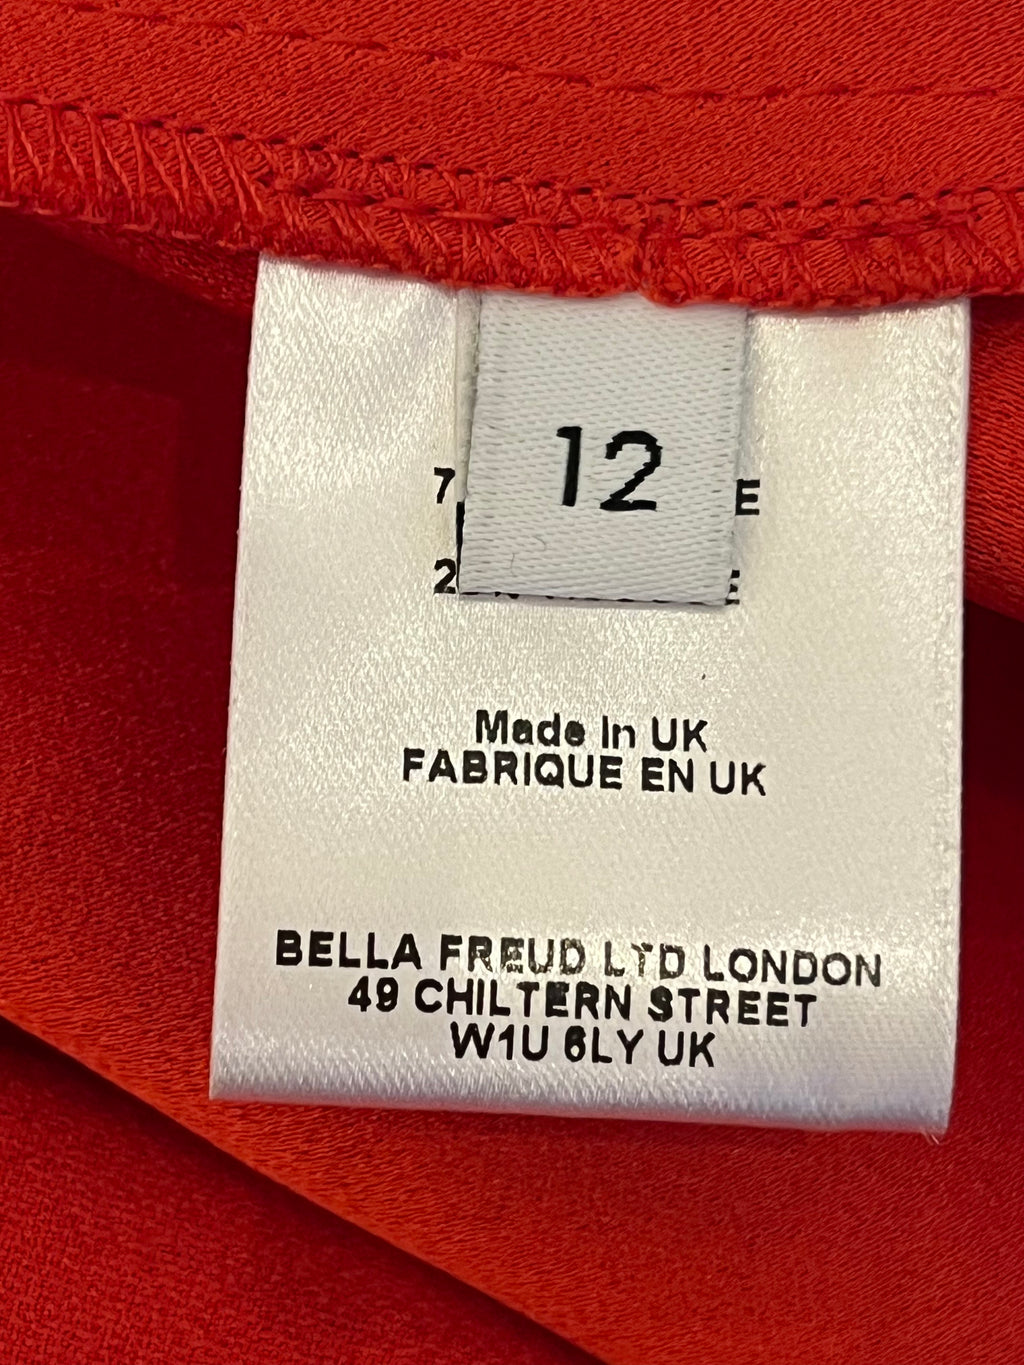 12
Made In UK
FABRIQUE EN UK
BELLA FREUD LTD LONDON
49 CHILTERN STREET
W1U 6LY UK